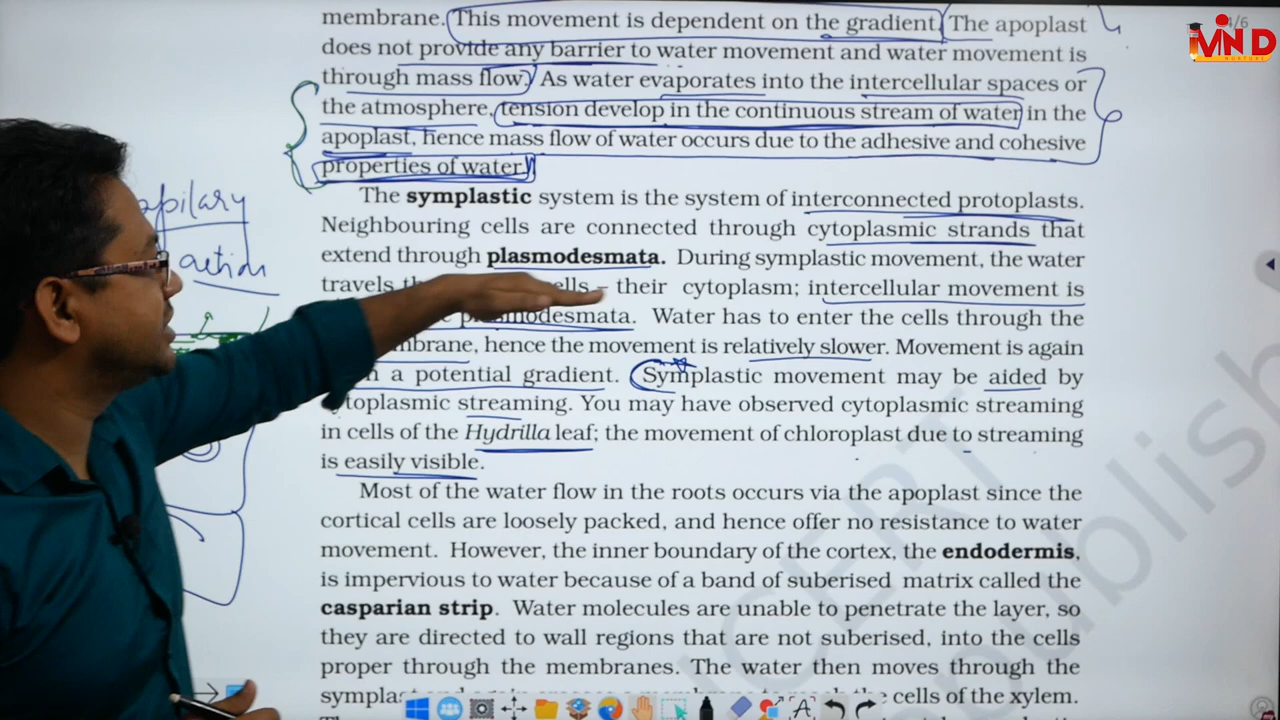 membrane. This movement is dependent on the gradient. The apoplast
does not provide any barrier to water movement and water movement is
through mass flow. As water evaporates into the intercellular spaces or
the atmosphere, tension develop in the continuous stream of water in the
apoplast, hence mass flow of water occurs due to the adhesive and cohesive
properties of water.
The symplastic system is the system of interconnected protoplasts.
Neighbouring cells are connected through cytoplasmic strands that
extend through plasmodesmata. During symplastic movement, the water
travels their cytoplasm; intercellular movement is
plasmodesmata. Water has to enter the cells through the
hence the movement is relatively slower. Movement is again
a potential gradient. Symplastic movement may be aided by
streaming. You may have observed cytoplasmic streaming
in cells of the Hydrilla leaf; the movement of chloroplast due to streaming
is easily visible.
Most of the water flow in the roots occurs via the apoplast since the
cortical cells are loosely packed, and hence offer no resistance to water
movement. However, the inner boundary of the cortex, the endodermis,
is impervious to water because of a band of suberised matrix called the
casparian strip. Water molecules are unable to penetrate the layer, so
they are directed to wall regions that are not suberised, into the cells
proper through the membranes. The water then moves through the
cells of the xylem.
action
MIND